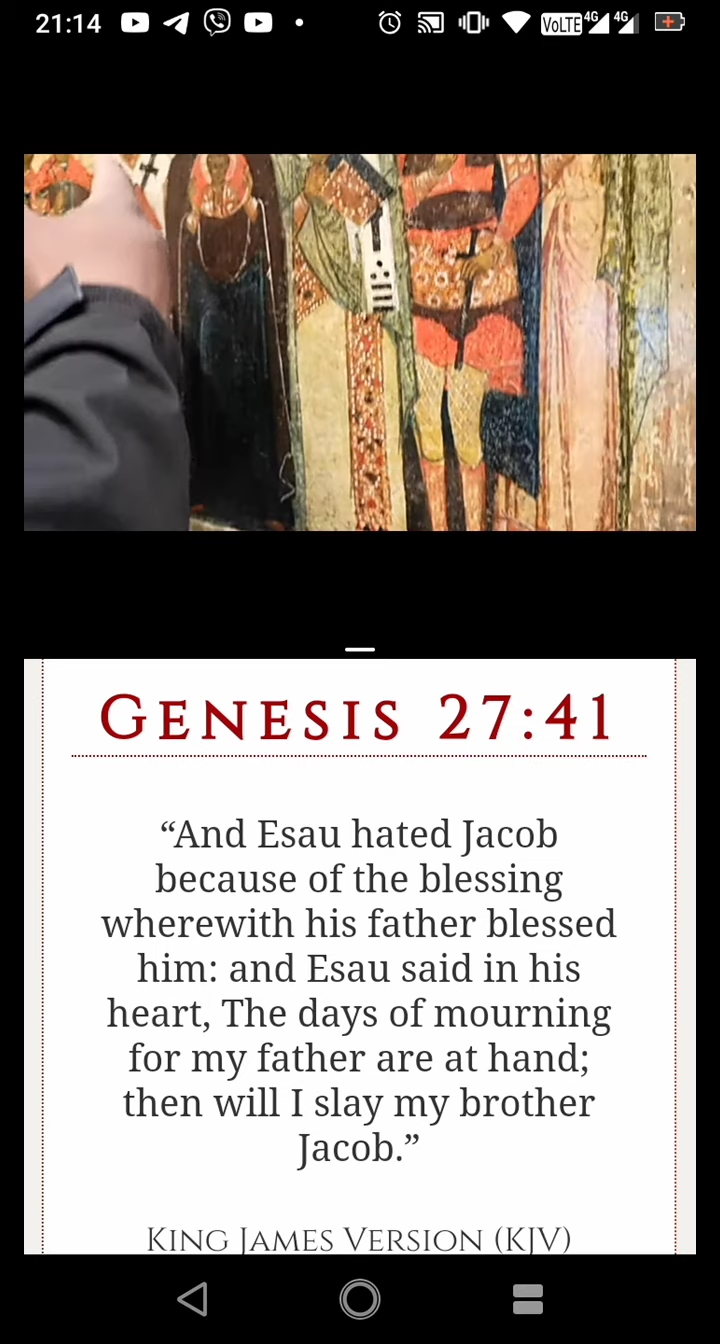 21:14
VoLTE 4G 4G
GENESIS 27:41
“And Esau hated Jacob
because of the blessing
wherewith his father blessed
him: and Esau said in his
heart, The days of mourning
for my father are at hand;
then will I slay my brother
Jacob.”
KING JAMES VERSION (KJV)